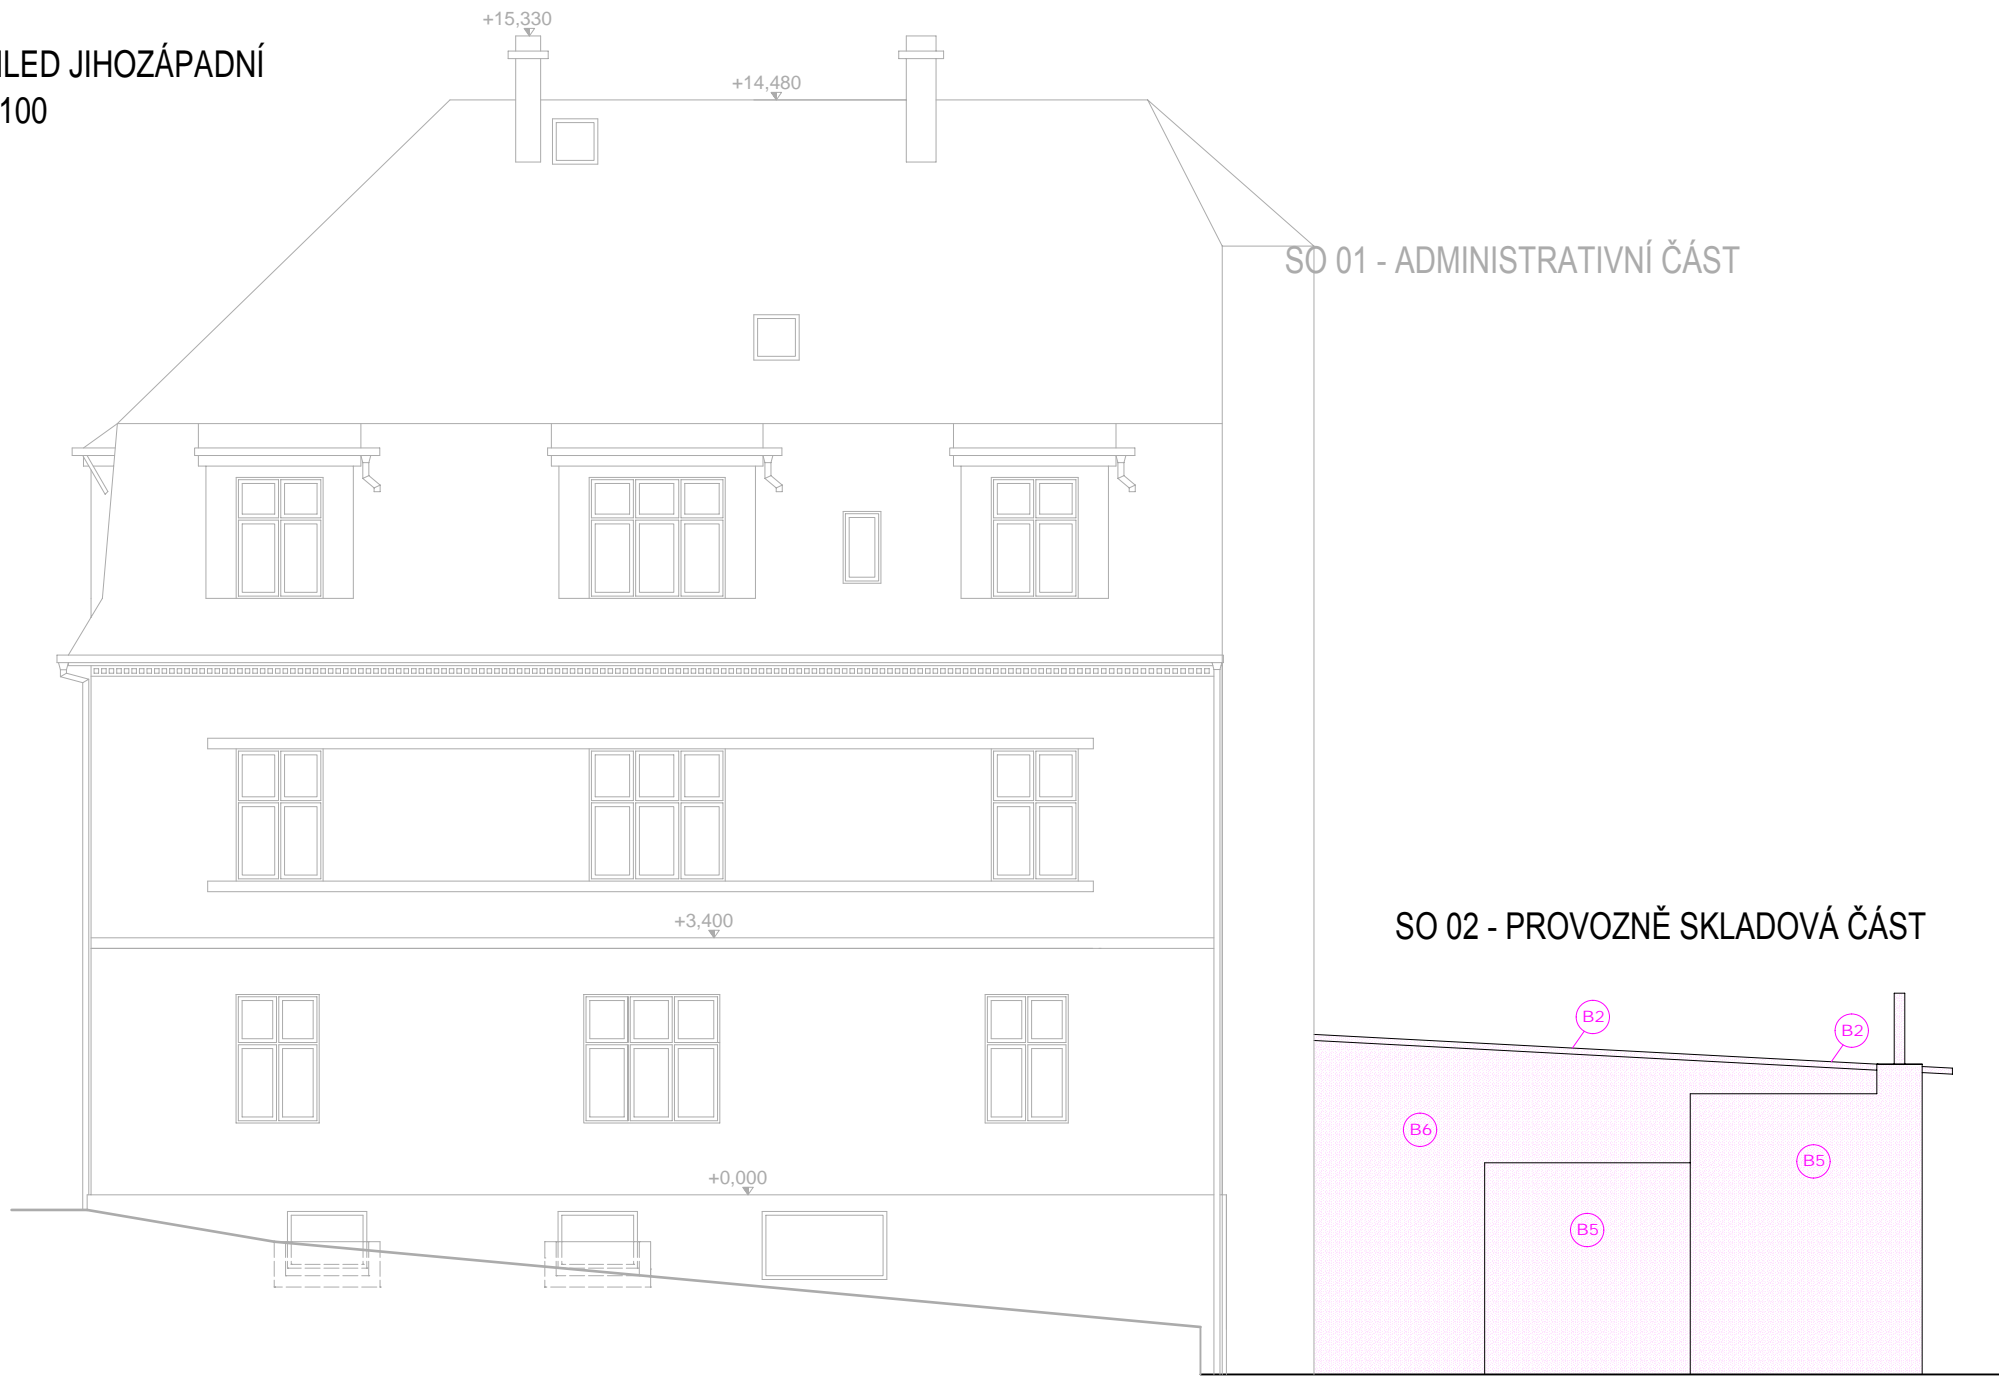 +15,330
HLED JIHOZÁPADNÍ
+14,480
100
SO 01 - ADMINISTRATIVNÍ ČÁST
+3,400
SO 02 - PROVOZNĚ SKLADOVÁ ČÁST
B2
B2
B6
B5
+0,000
B5